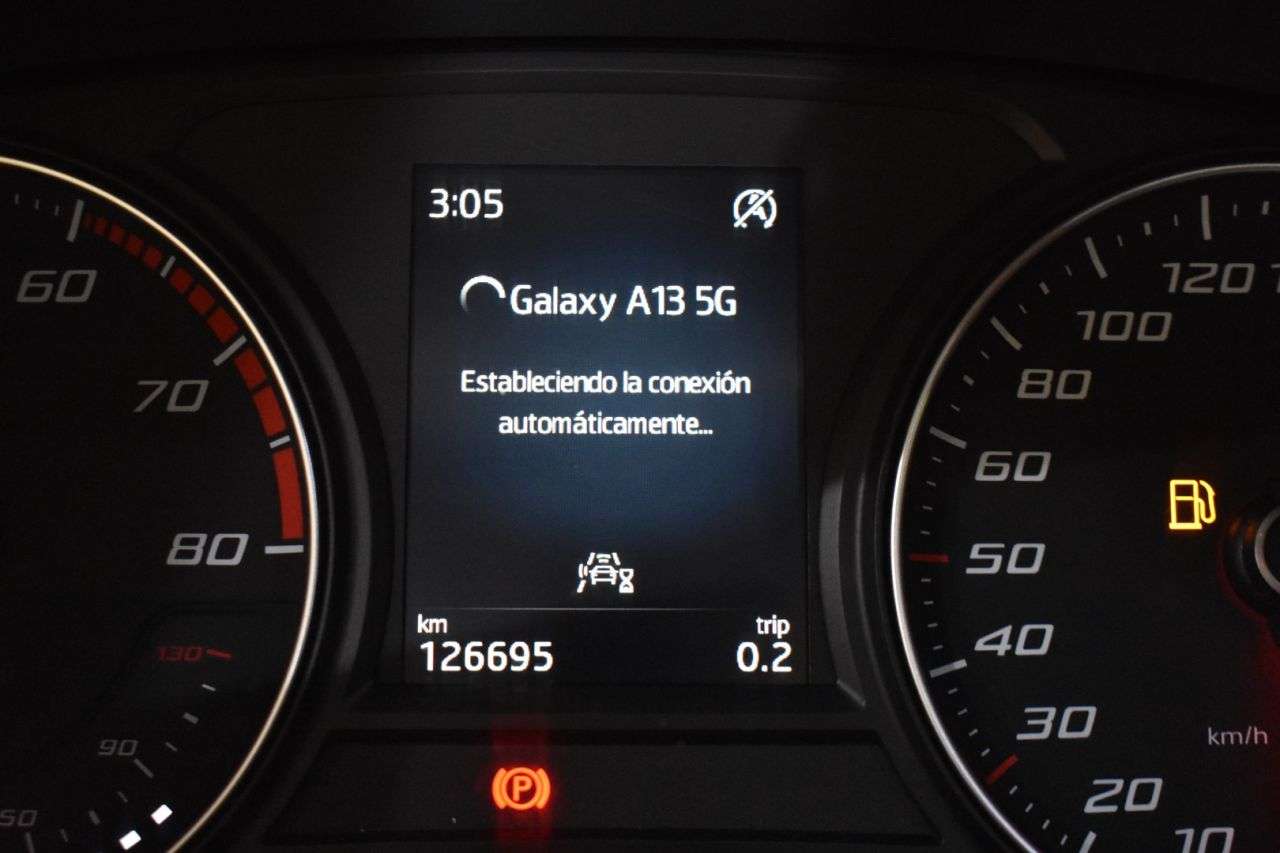 3:05
Galaxy A13 5G
Estableciendo la conexión
automáticamente...
km
trip
126695
0.2
60
70
80
130
90
50
P
120
100
80
60
50
40
30
20
10
km/h